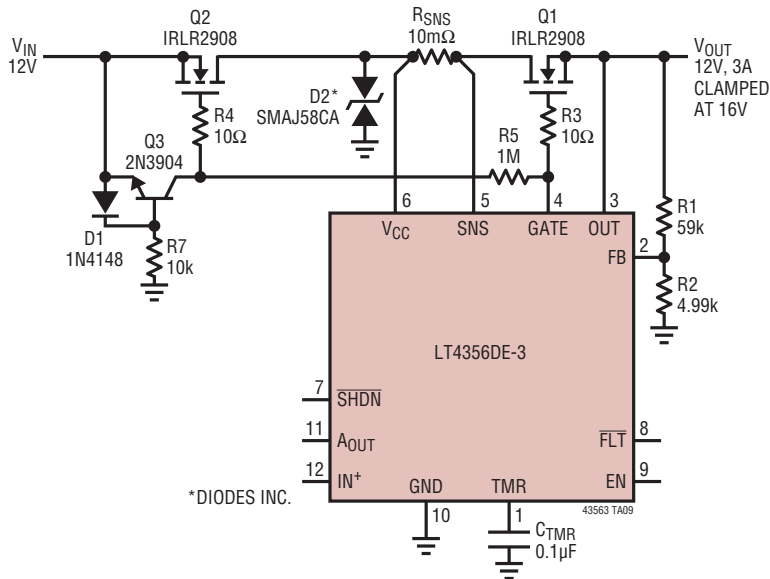 V_IN
12V
Q2
IRLR2908
R_SNS
10mΩ
Q1
IRLR2908
V_OUT
12V, 3A
CLAMPED
AT 16V
D2*
SMAJ58CA
R4
10Ω
R3
10Ω
Q3
2N3904
R5
1M
D1
1N4148
R7
10k
6
5
4
3
V_CC
SNS
GATE
OUT
R1
59k
2
FB
R2
4.99k
LT4356DE-3
7
SHDN
11
A_OUT
12
IN+
8
FLT
9
EN
GND
TMR
*DIODES INC.
10
1
43563 TA09
C_TMR
0.1µF